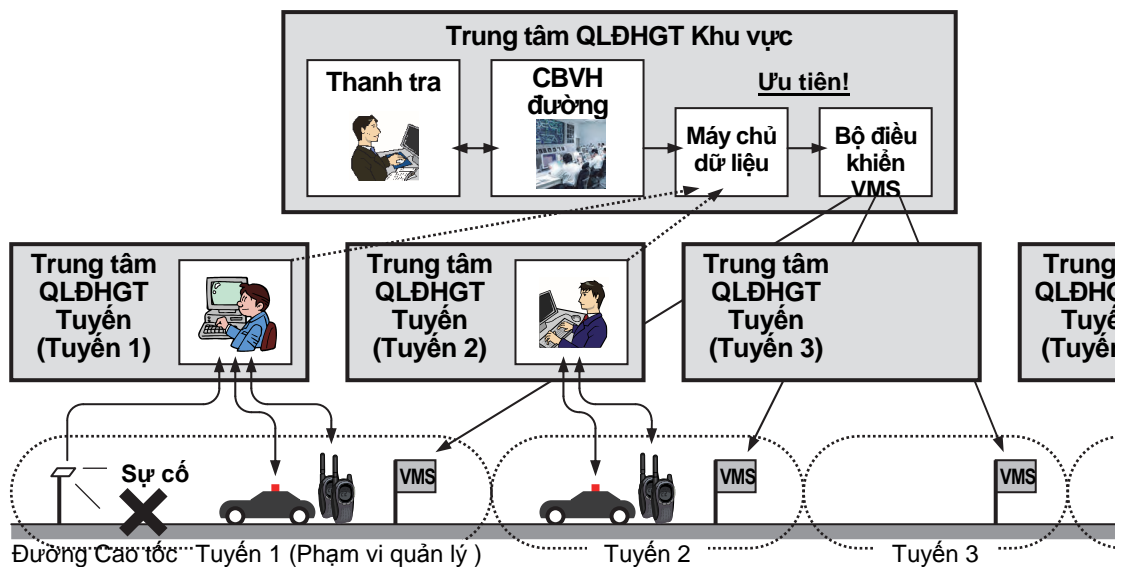 Trung tâm QLĐHGT Khu vực
Thanh tra
CBVH
đường
Ưu tiên!
Máy chủ
dữ liệu
Bộ điều
khiển
VMS
Trung tâm
QLĐHGT
Tuyến
(Tuyến 1)
Trung tâm
QLĐHGT
Tuyến
(Tuyến 2)
Trung tâm
QLĐHGT
Tuyến
(Tuyến 3)
Trung
Sự cố
VMS
VMS
VMS
Đường Cao tốc
Tuyến 1 (Phạm vi quản lý )
Tuyến 2
Tuyến 3